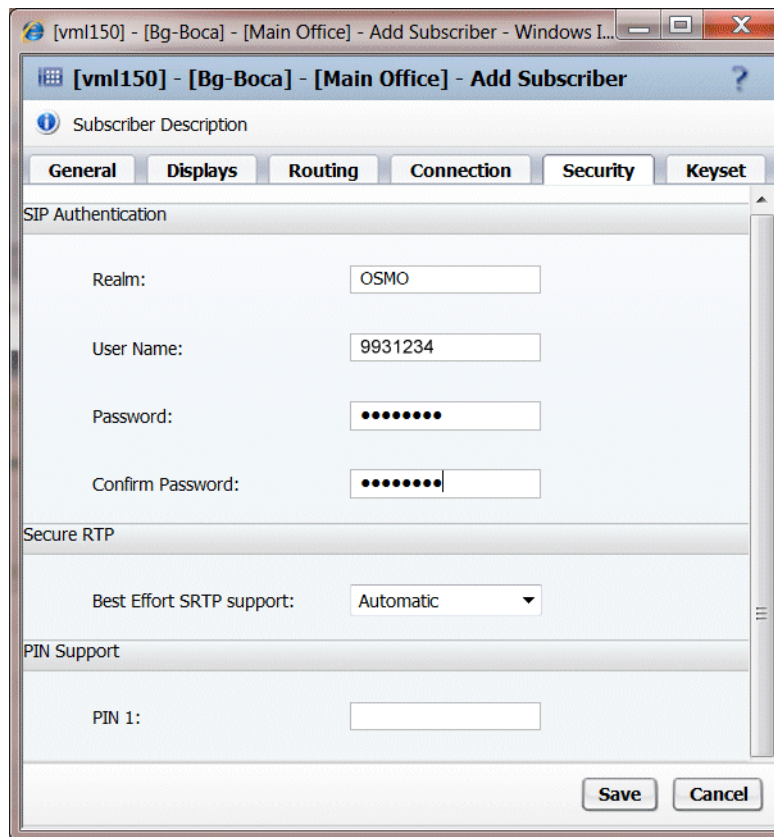 [vml150] - [Bg-Boca] - [Main Office] - Add Subscriber - Windows I...
[vml150] - [Bg-Boca] - [Main Office] - Add Subscriber ?
Subscriber Description
General Displays Routing Connection Security Keyset
SIP Authentication
Realm: OSMO
User Name: 9931234
Password: ••••••••
Confirm Password: ••••••••
Secure RTP
Best Effort SRTP support: Automatic
PIN Support
PIN 1:
Save Cancel